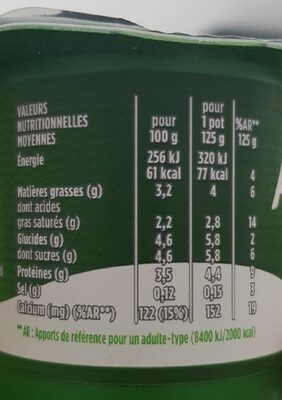 VALEURS
NUTRITIONNELLES
MOYENNES
pour
100 g
pour
1 pot
125 g
%AR**
125 g
Energie 256 kJ 320 kJ
61 kcal 77 kcal 4
Matières grasses (g) 3,2 4 6
dont acides
gras saturés (g) 2,2 2,8 14
Glucides (g) 4,6 5,8 2
dont sucres (g) 4,6 5,8 6
Protéines (g) 3,5 4,4 9
Sel (g) 0,12 0,15 3
Calcium (mg) (%AR**) 122 (15%) 152 19
**AR : Apports de référence pour un adulte-type (8400 kJ/2000 kcal)